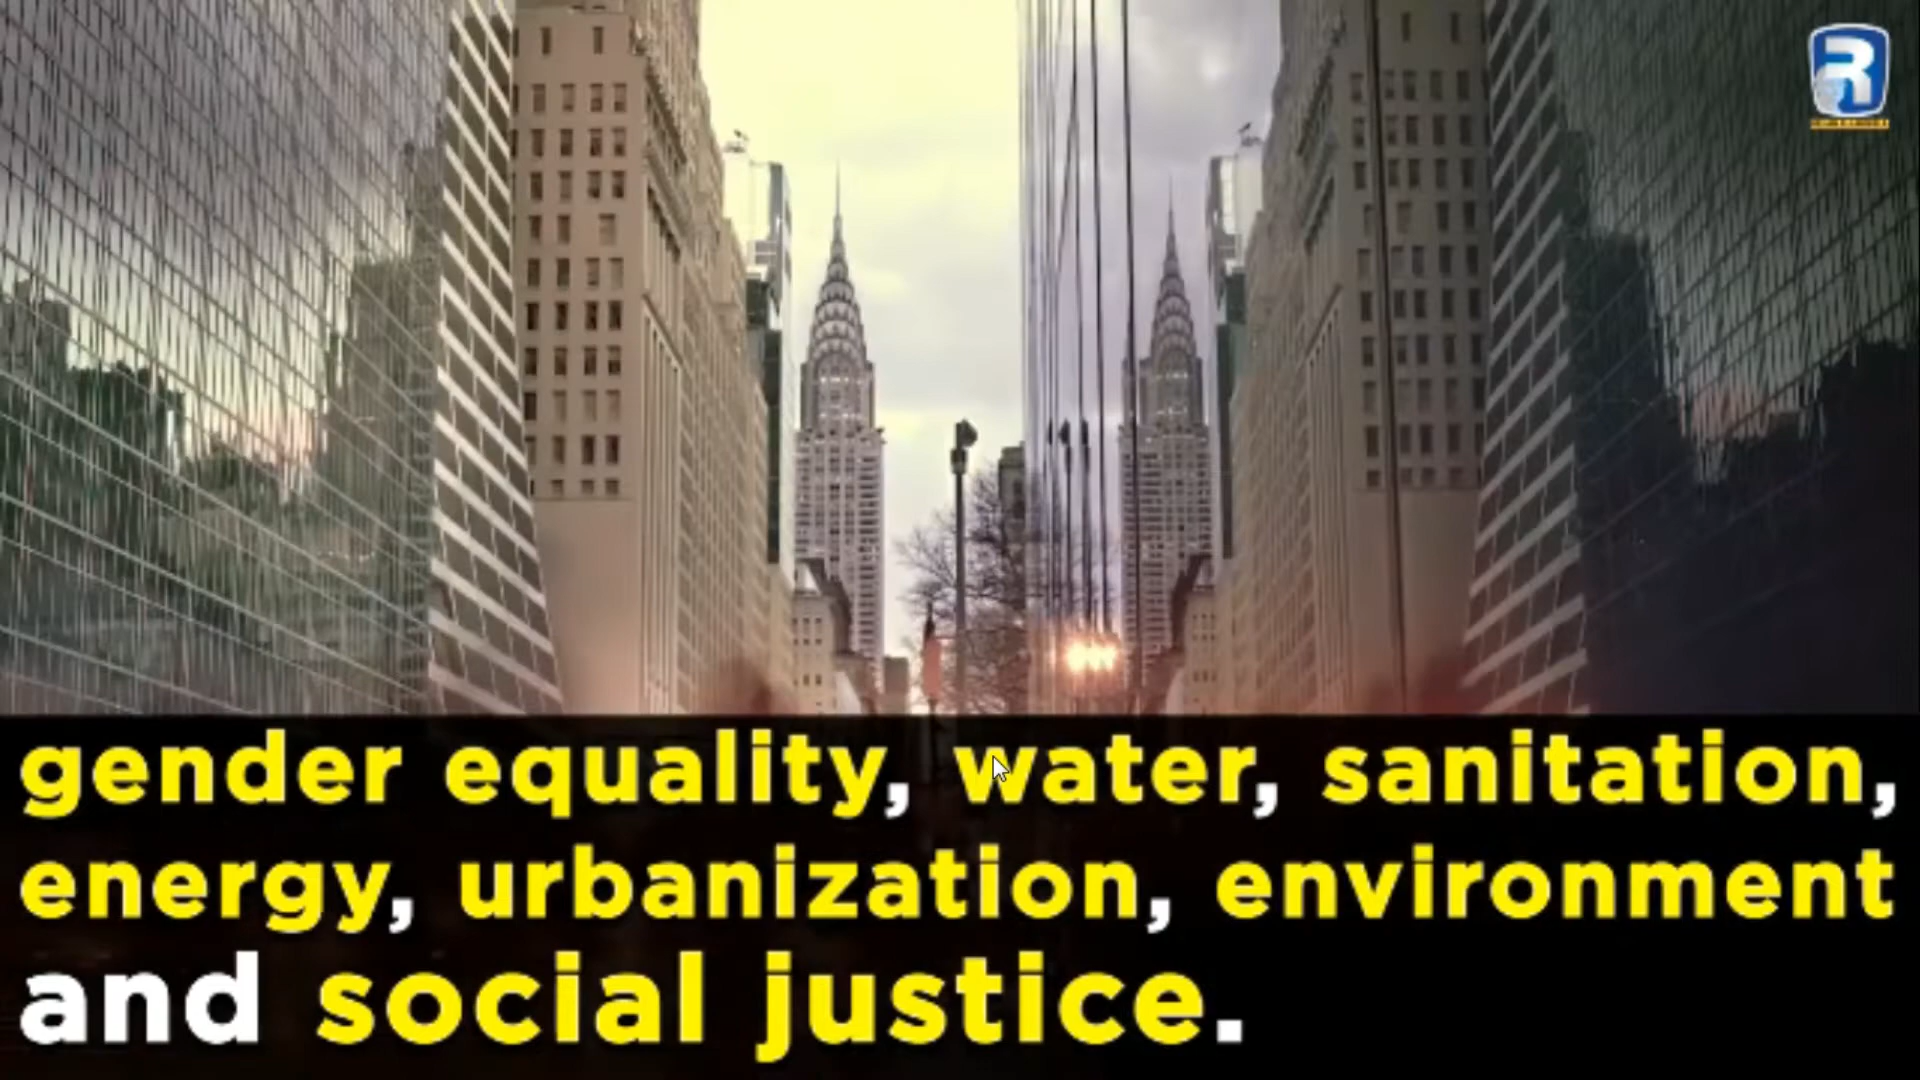 gender equality, water, sanitation,
energy, urbanization, environment
and social justice.